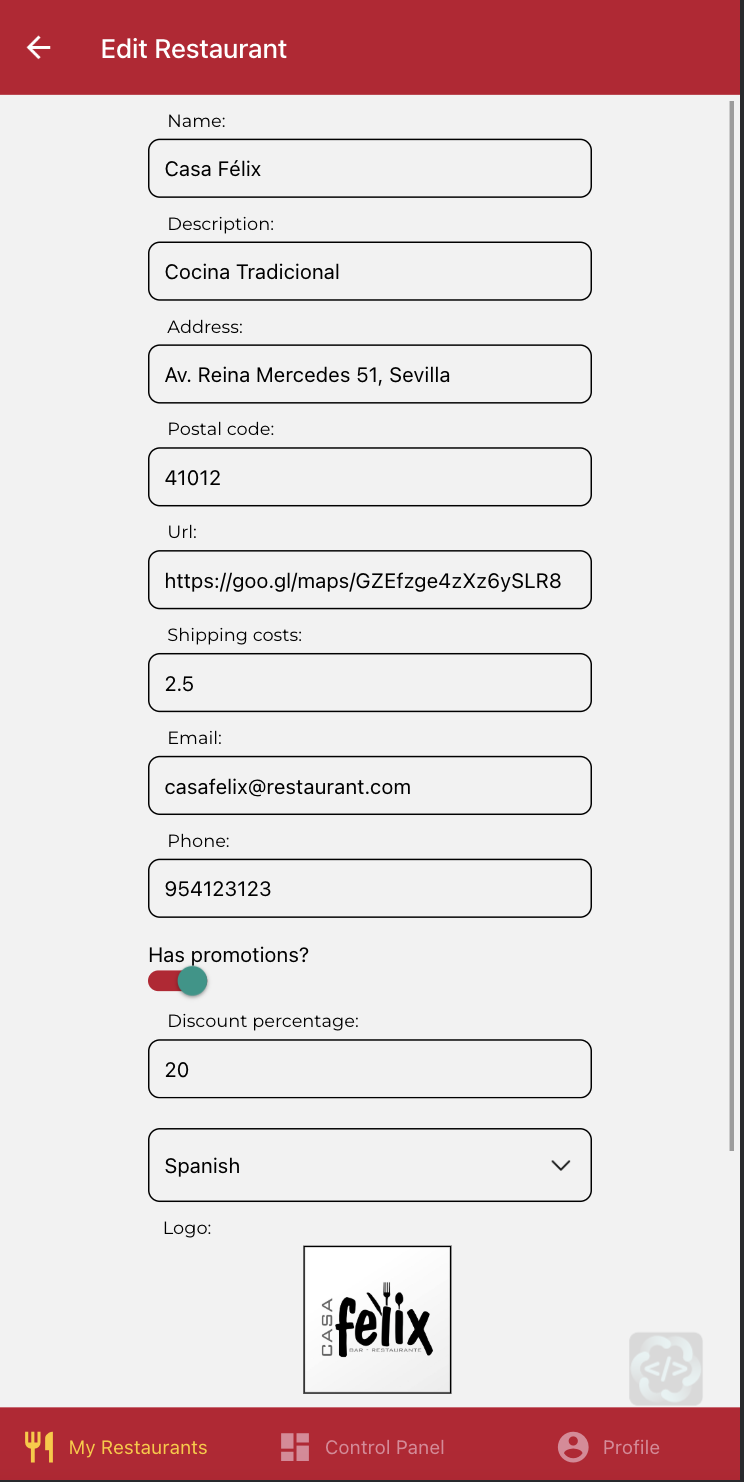 Edit Restaurant
Name:
Casa Félix
Description:
Cocina Tradicional
Address:
Av. Reina Mercedes 51, Sevilla
Postal code:
41012
Url:
https://goo.gl/maps/GZEfzge4zXz6ySLR8
Shipping costs:
2.5
Email:
casafelix@restaurant.com
Phone:
954123123
Has promotions?
Discount percentage:
20
Spanish
Logo:
CASA
felix
BAR - RESTAURANTE
</>
My Restaurants
Control Panel
Profile